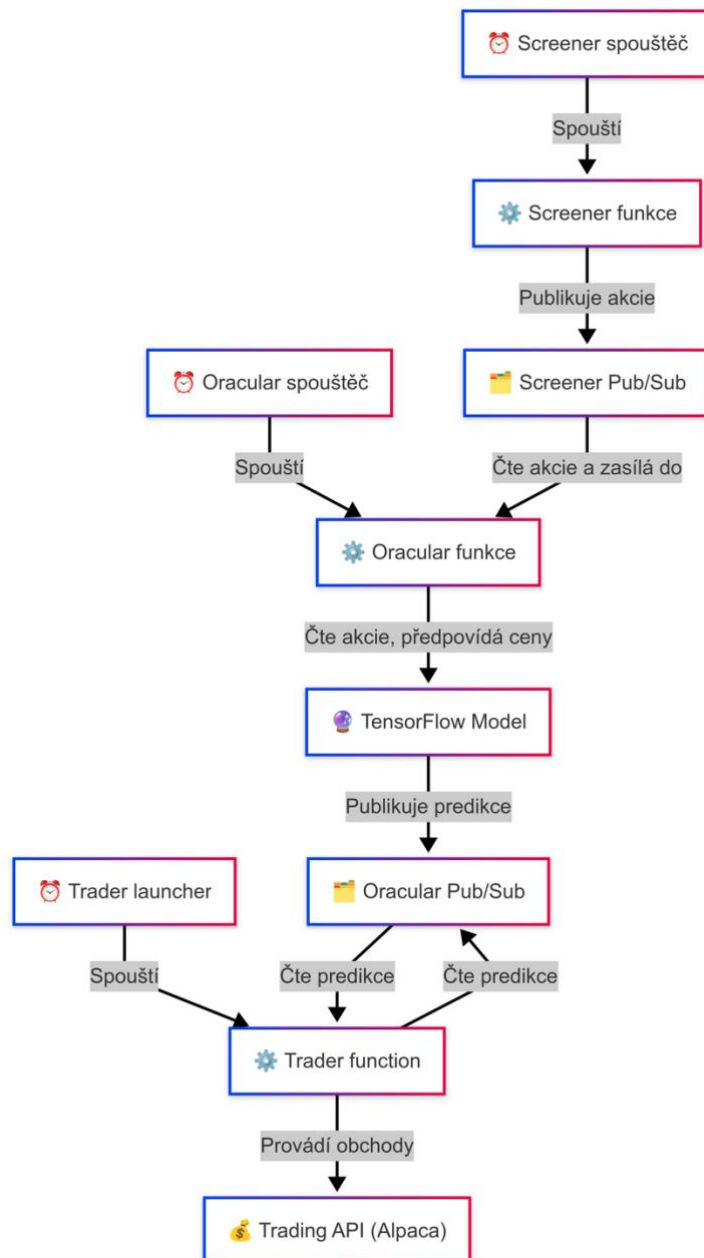 ⏰ Screener spouštěč
Spouští
⚙️ Screener funkce
Publikuje akcie
⏰ Oracular spouštěč
🗂️ Screener Pub/Sub
Spouští
Čte akcie a zasílá do
⚙️ Oracular funkce
Čte akcie, předpovídá ceny
🔮 TensorFlow Model
Publikuje predikce
⏰ Trader launcher
🗂️ Oracular Pub/Sub
Spouští
Čte predikce
Čte predikce
⚙️ Trader function
Provádí obchody
💰 Trading API (Alpaca)